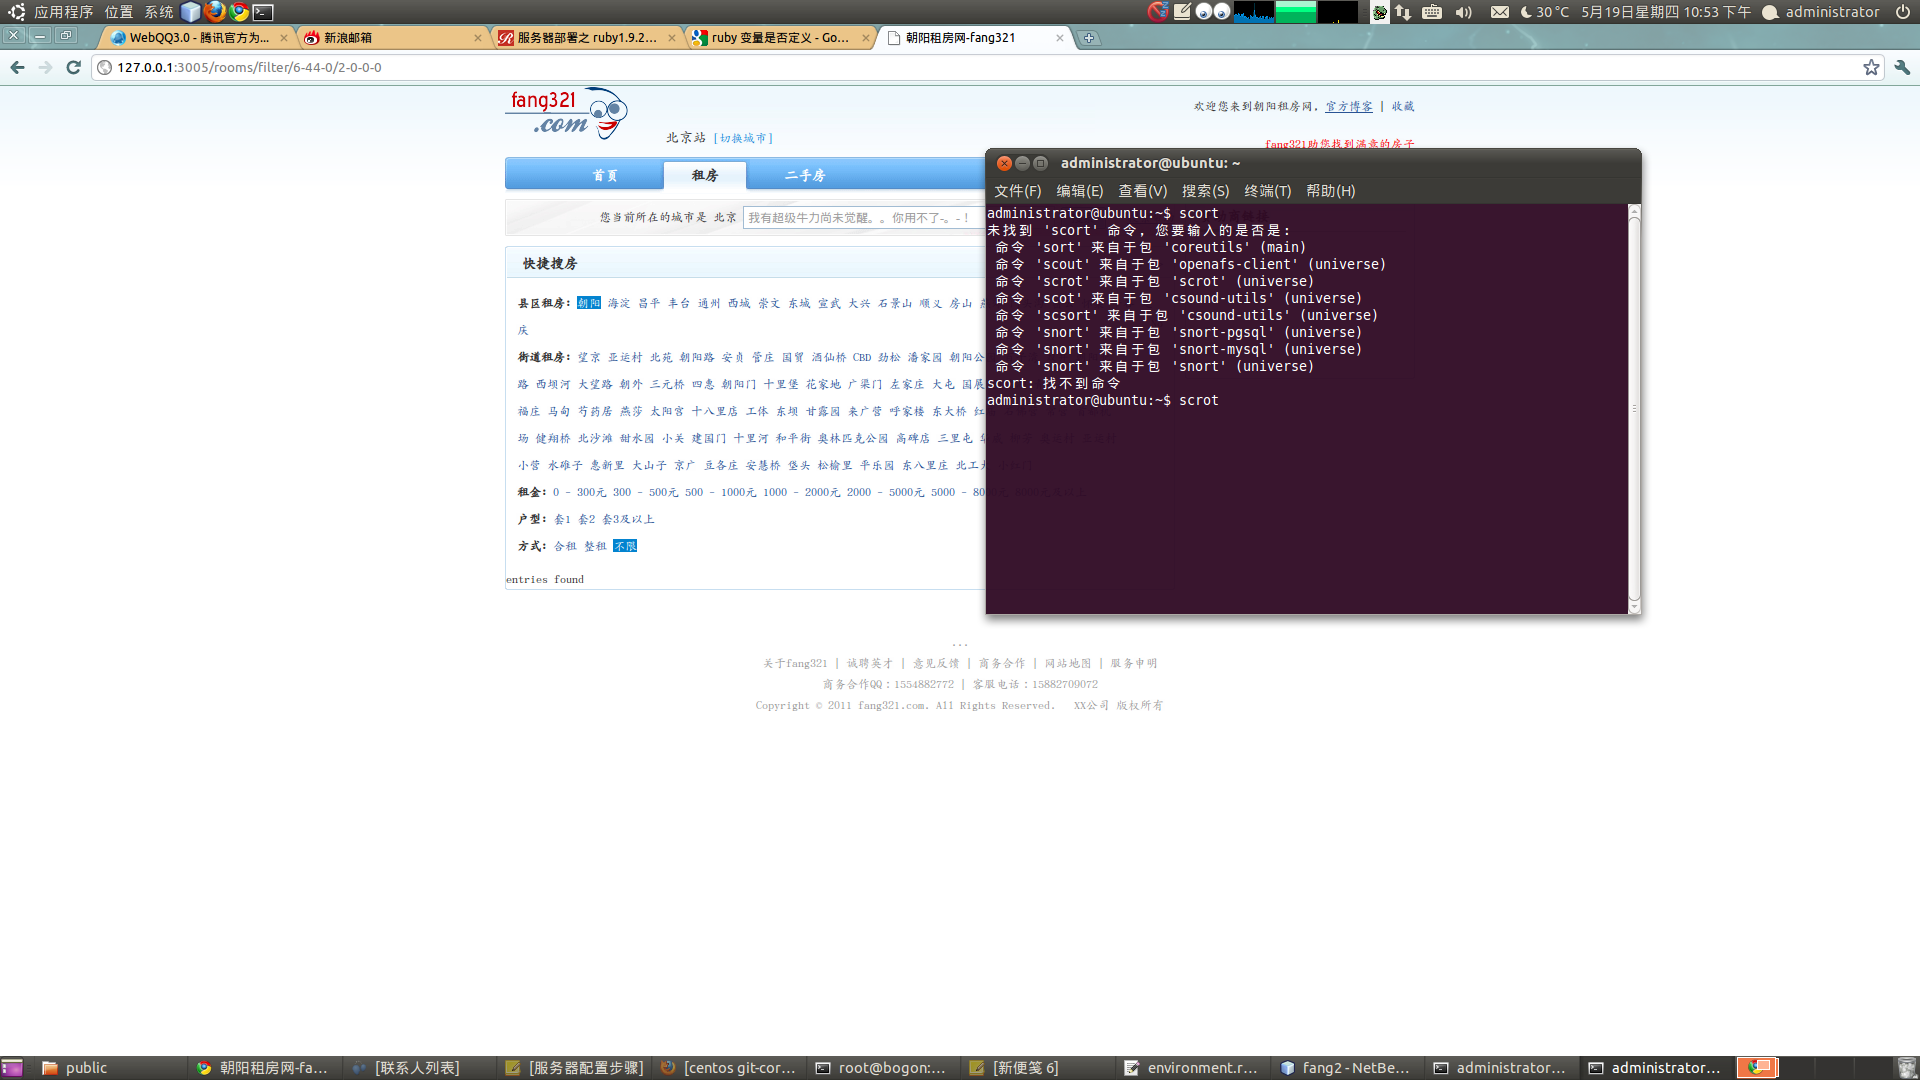 应用程序 位置 系统
30 °C 5月19日星期四 10:53 下午 administrator
WebQQ3.0 - 腾讯官方为...
新浪邮箱
服务器部署之 ruby1.9.2...
ruby 变量是否定义 - Go...
朝阳租房网-fang321
127.0.0.1:3005/rooms/filter/6-44-0/2-0-0-0
fang321
.com
北京站 [切换城市]
欢迎您来到朝阳租房网, 官方博客 | 收藏
fang321助您找到满意的房子
首页 租房 二手房
您当前所在的城市是 北京
我有超级牛力尚未觉醒。。你用不了-。-！
快捷搜房
县区租房: 朝阳 海淀 昌平 丰台 通州 西城 崇文 东城 宣武 大兴 石景山 顺义 房山
庆
街道租房: 望京 亚运村 北苑 朝阳路 安贞 管庄 国贸 酒仙桥 CBD 劲松 潘家园 朝阳公
路 西坝河 大望路 朝外 三元桥 四惠 朝阳门 十里堡 花家地 广渠门 左家庄 大屯 国展
福庄 马甸 芍药居 燕莎 太阳宫 十八里店 工体 东坝 甘露园 来广营 呼家楼 东大桥 红
场 健翔桥 北沙滩 甜水园 小关 建国门 十里河 和平街 奥林匹克公园 高碑店 三里屯
小营 水碓子 惠新里 大山子 京广 豆各庄 安慧桥 垡头 松榆里 平乐园 东八里庄 北工大
租金: 0 - 300元 300 - 500元 500 - 1000元 1000 - 2000元 2000 - 5000元 5000 - 80
户型: 套1 套2 套3及以上
方式: 合租 整租 不限
entries found
administrator@ubuntu: ~
文件(F) 编辑(E) 查看(V) 搜索(S) 终端(T) 帮助(H)
administrator@ubuntu:~$ scort
未找到 'scort' 命令，您要输入的是否是：
命令 'sort' 来自于包 'coreutils' (main)
命令 'scout' 来自于包 'openafs-client' (universe)
命令 'scrot' 来自于包 'scrot' (universe)
命令 'scot' 来自于包 'csound-utils' (universe)
命令 'scsort' 来自于包 'csound-utils' (universe)
命令 'snort' 来自于包 'snort-pgsql' (universe)
命令 'snort' 来自于包 'snort-mysql' (universe)
命令 'snort' 来自于包 'snort' (universe)
scort: 找不到命令
administrator@ubuntu:~$ scrot
...
关于fang321 | 诚聘英才 | 意见反馈 | 商务合作 | 网站地图 | 服务申明
商务合作QQ：1554882772 | 客服电话：15882709072
Copyright © 2011 fang321.com. All Rights Reserved. XX公司 版权所有
public
朝阳租房网-fa...
[联系人列表]
[服务器配置步骤]
[centos git-cor...
root@bogon:...
[新便笺 6]
environment.r...
fang2 - NetBe...
administrator...
administrator...